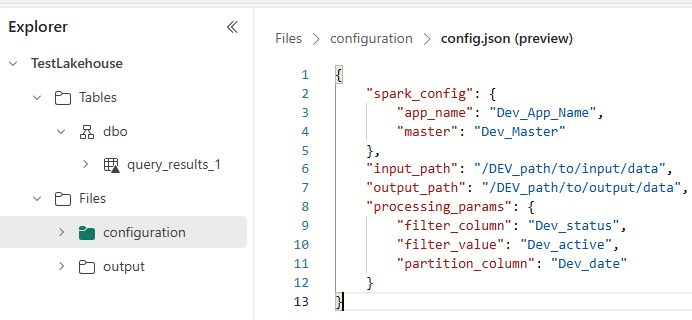 Explorer
TestLakehouse
Tables
dbo
query_results_1
Files
configuration
output
Files > configuration > config.json (preview)
1 {
2 "spark_config": {
3 "app_name": "Dev_App_Name",
4 "master": "Dev_Master"
5 },
6 "input_path": "/DEV_path/to/input/data",
7 "output_path": "/DEV_path/to/output/data",
8 "processing_params": {
9 "filter_column": "Dev_status",
10 "filter_value": "Dev_active",
11 "partition_column": "Dev_date"
12 }
13 }